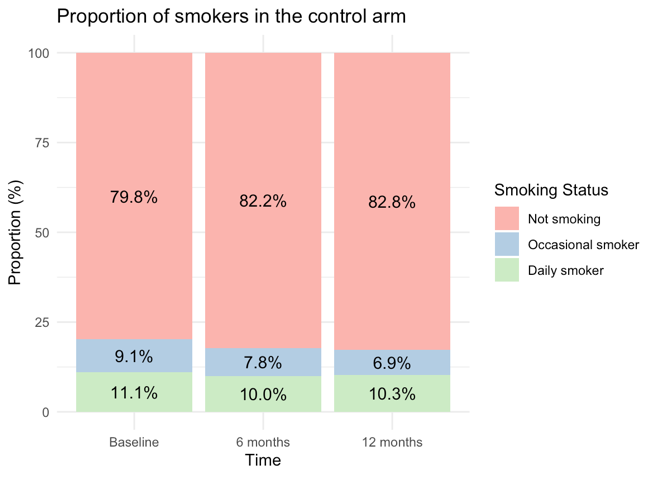 Proportion of smokers in the control arm
Proportion (%)
100
75
50
25
0
79.8%
82.2%
82.8%
9.1%
7.8%
6.9%
11.1%
10.0%
10.3%
Baseline
6 months
12 months
Time
Smoking Status
Not smoking
Occasional smoker
Daily smoker